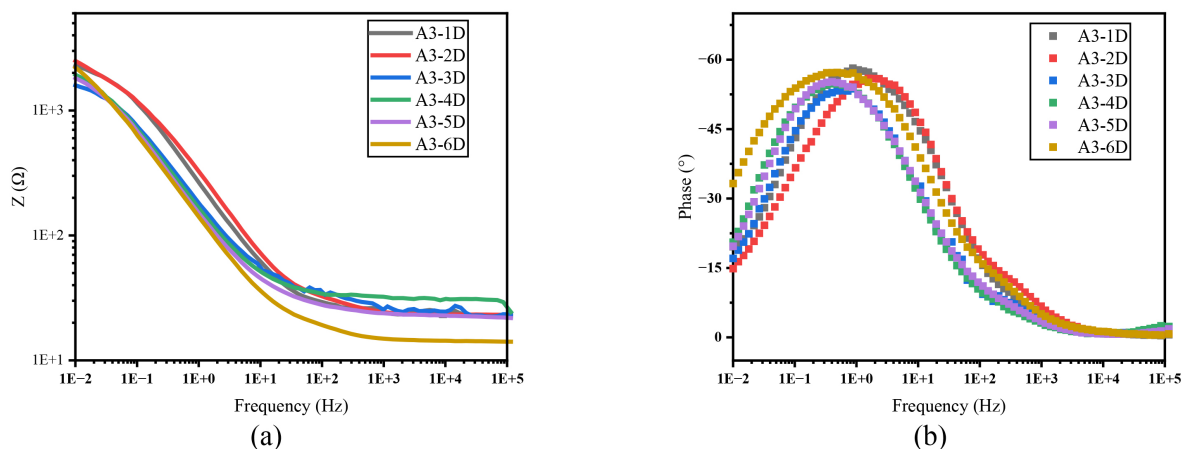 A3-1D
A3-2D
A3-3D
A3-4D
A3-5D
A3-6D
Z (Ω)
1E+3
1E+2
1E+1
1E-2 1E-1 1E+0 1E+1 1E+2 1E+3 1E+4 1E+5
Frequency (Hz)
(a)
A3-1D
A3-2D
A3-3D
A3-4D
A3-5D
A3-6D
Phase (°)
−60
−45
−30
−15
0
1E-2 1E-1 1E+0 1E+1 1E+2 1E+3 1E+4 1E+5
Frequency (Hz)
(b)